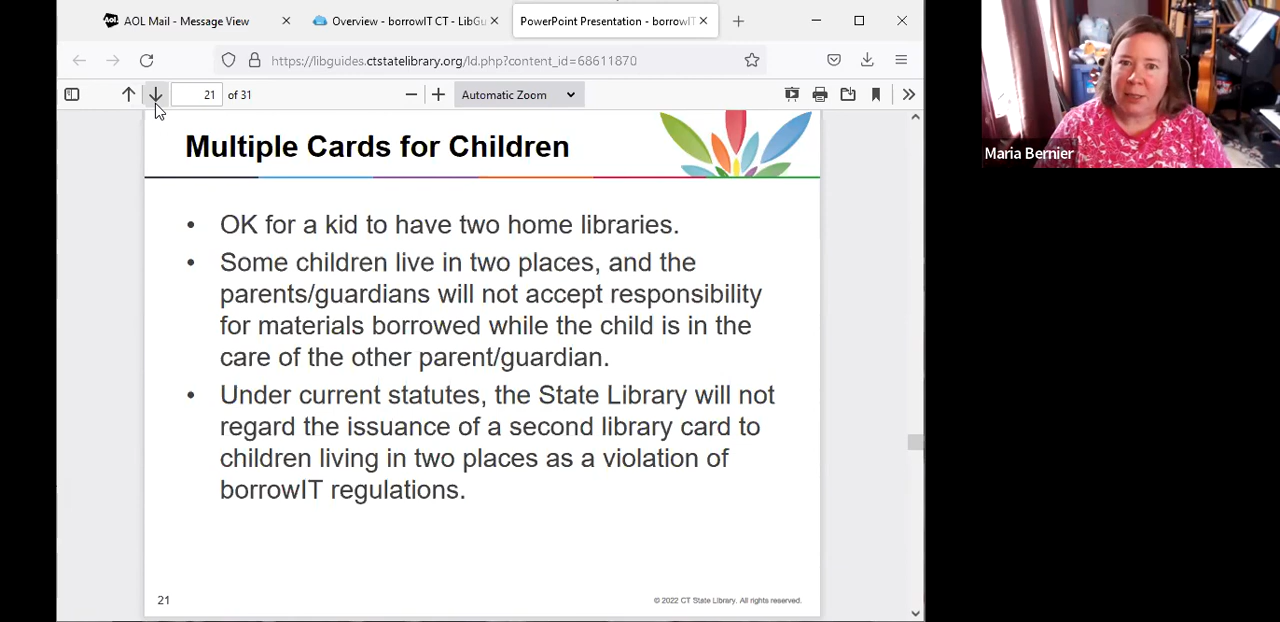 AOL Mail - Message View
Overview - borrowIT CT - LibGu
PowerPoint Presentation - borrowIT
https://libguides.ctstatelibrary.org/ld.php?content_id=68611870
21 of 31
Automatic Zoom
Multiple Cards for Children
• OK for a kid to have two home libraries.
• Some children live in two places, and the
parents/guardians will not accept responsibility
for materials borrowed while the child is in the
care of the other parent/guardian.
• Under current statutes, the State Library will not
regard the issuance of a second library card to
children living in two places as a violation of
borrowIT regulations.
21
© 2022 CT State Library. All rights reserved.
Maria Bernier